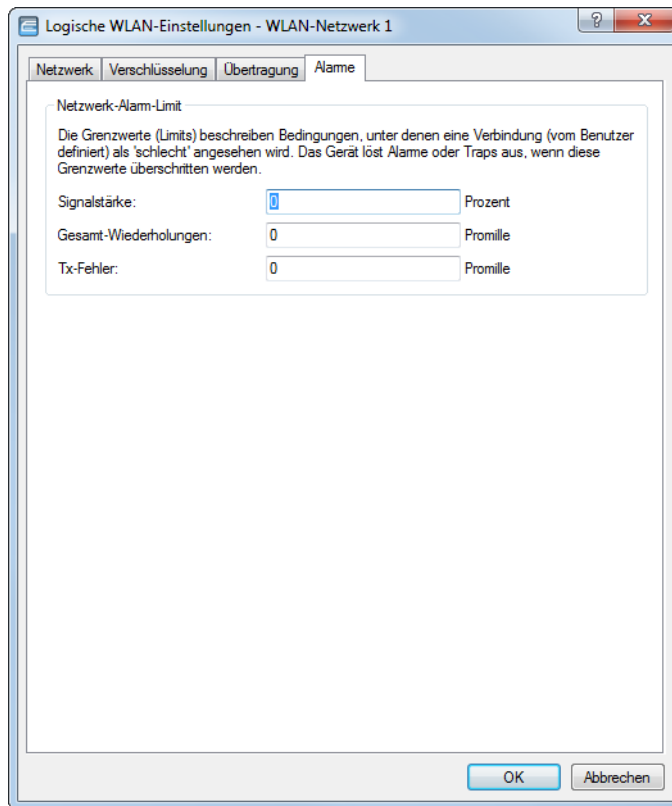 Logische WLAN-Einstellungen - WLAN-Netzwerk 1
Netzwerk Verschlüsselung Übertragung Alarme
Netzwerk-Alarm-Limit
Die Grenzwerte (Limits) beschreiben Bedingungen, unter denen eine Verbindung (vom Benutzer
definiert) als 'schlecht' angesehen wird. Das Gerät löst Alarme oder Traps aus, wenn diese
Grenzwerte überschritten werden.
Signalstärke: 0 Prozent
Gesamt-Wiederholungen: 0 Promille
Tx-Fehler: 0 Promille
OK Abbrechen